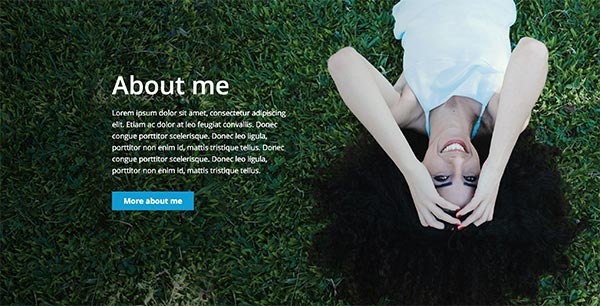 About me
Lorem ipsum dolor sit amet, consectetur adipiscing
elit. Etiam ac dolor at leo feugiat convallis. Donec
congue porttitor scelerisque. Donec leo ligula,
porttitor non enim id, mattis tristique tellus. Donec
congue porttitor scelerisque. Donec leo ligula,
porttitor non enim id, mattis tristique tellus.
More about me